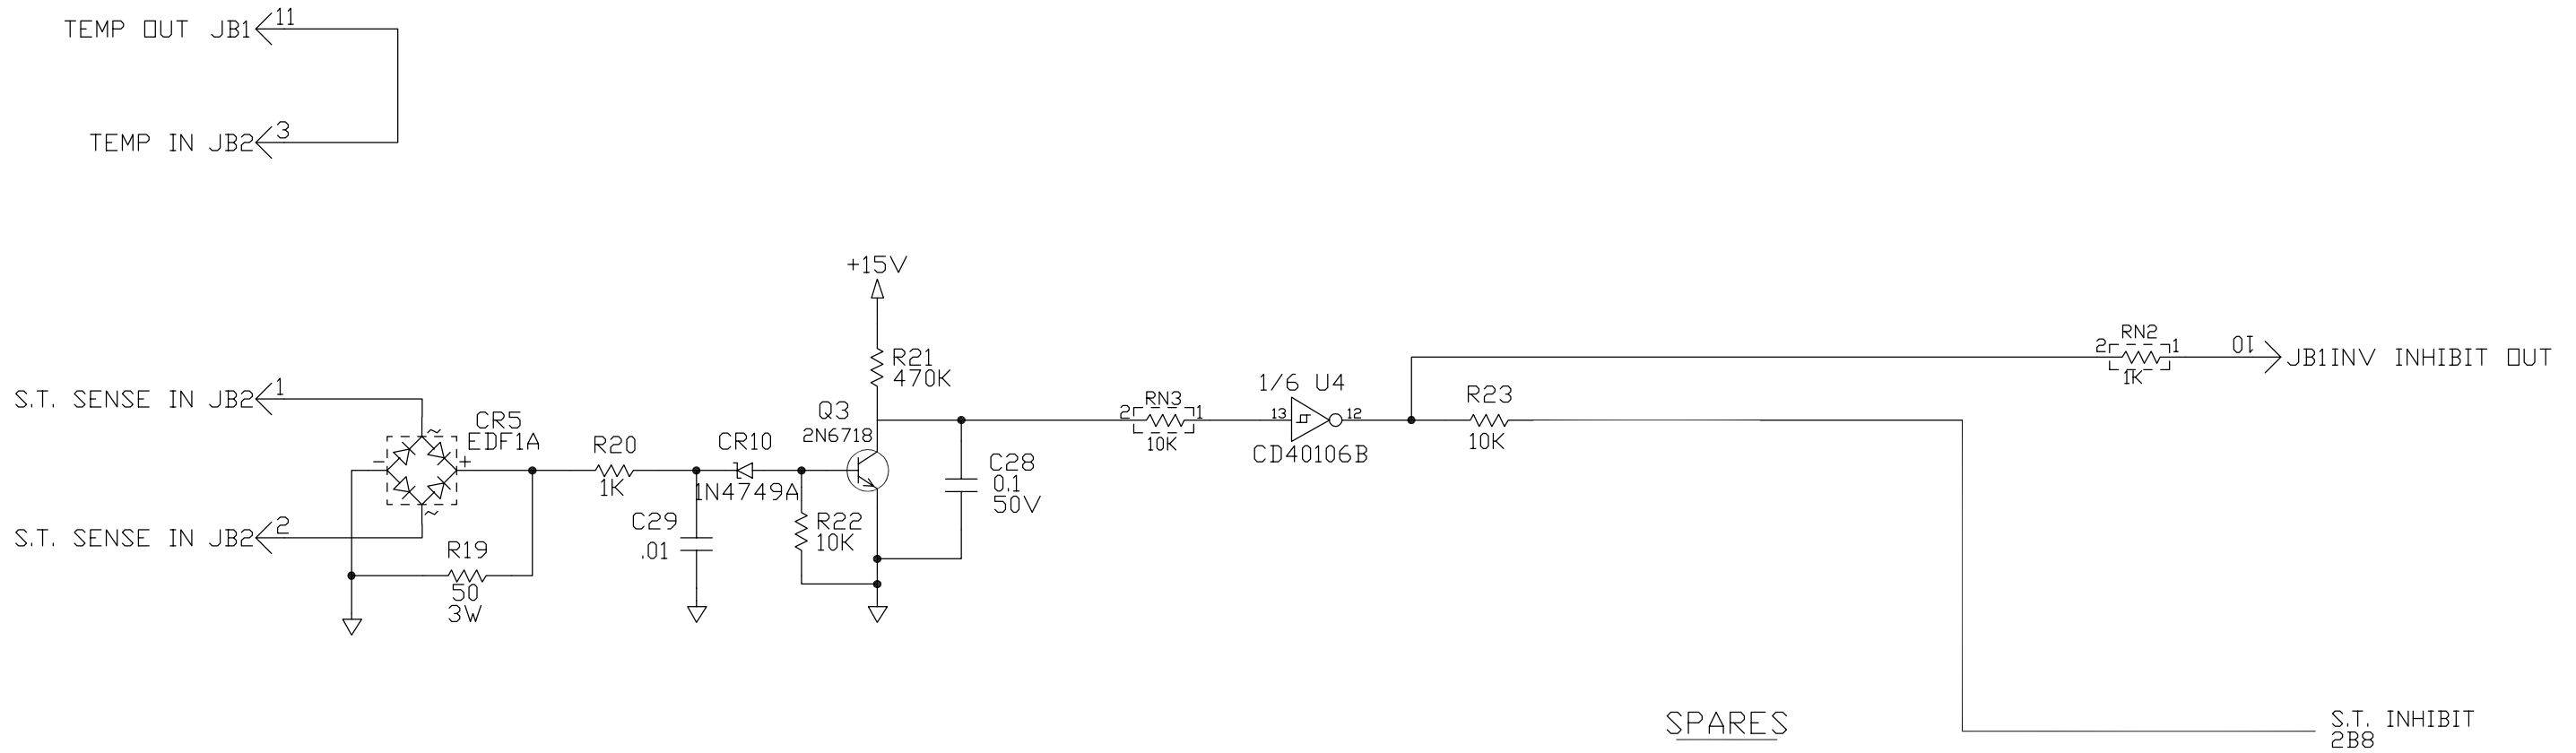 TEMP OUT JB1 11
TEMP IN JB2 3
+15V
R21
470K
S.T. SENSE IN JB2 1
CR5
EDF1A
~
- +
~
S.T. SENSE IN JB2 2
R19
50
3W
R20
1K
C29
.01
CR10
1N4749A
R22
10K
Q3
2N6718
C28
0.1
50V
RN3
2 1
10K
1/6 U4
13 12
CD40106B
R23
10K
RN2
2 1
1K
10 JB1INV INHIBIT OUT
SPARES
S.T. INHIBIT
2B8